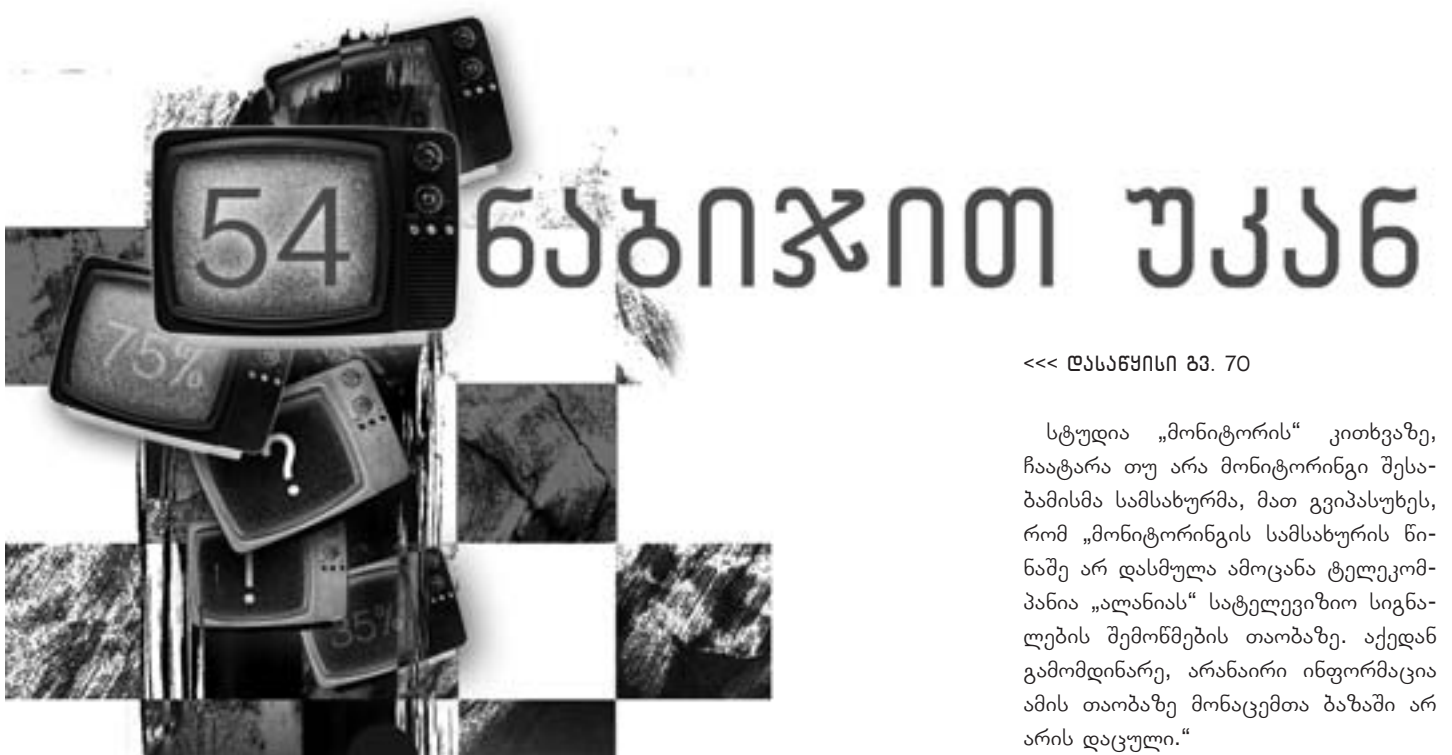 54 ნაბიჯით უკან
75%
?
!
35%
<<< დასაწყისი გვ. 70
სტუდია „მონიტორის“ კითხვაზე,
ჩაატარა თუ არა მონიტორინგი შესა-
ბამისმა სამსახურმა, მათ გვიპასუხეს,
რომ „მონიტორინგის სამსახურის წი-
ნაშე არ დასმულა ამოცანა ტელეკომ-
პანია „ალანიას“ სატელევიზიო სიგნა-
ლების შემოწმების თაობაზე. აქედან
გამომდინარე, არანაირი ინფორმაცია
ამის თაობაზე მონაცემთა ბაზაში არ
არის დაცული.“